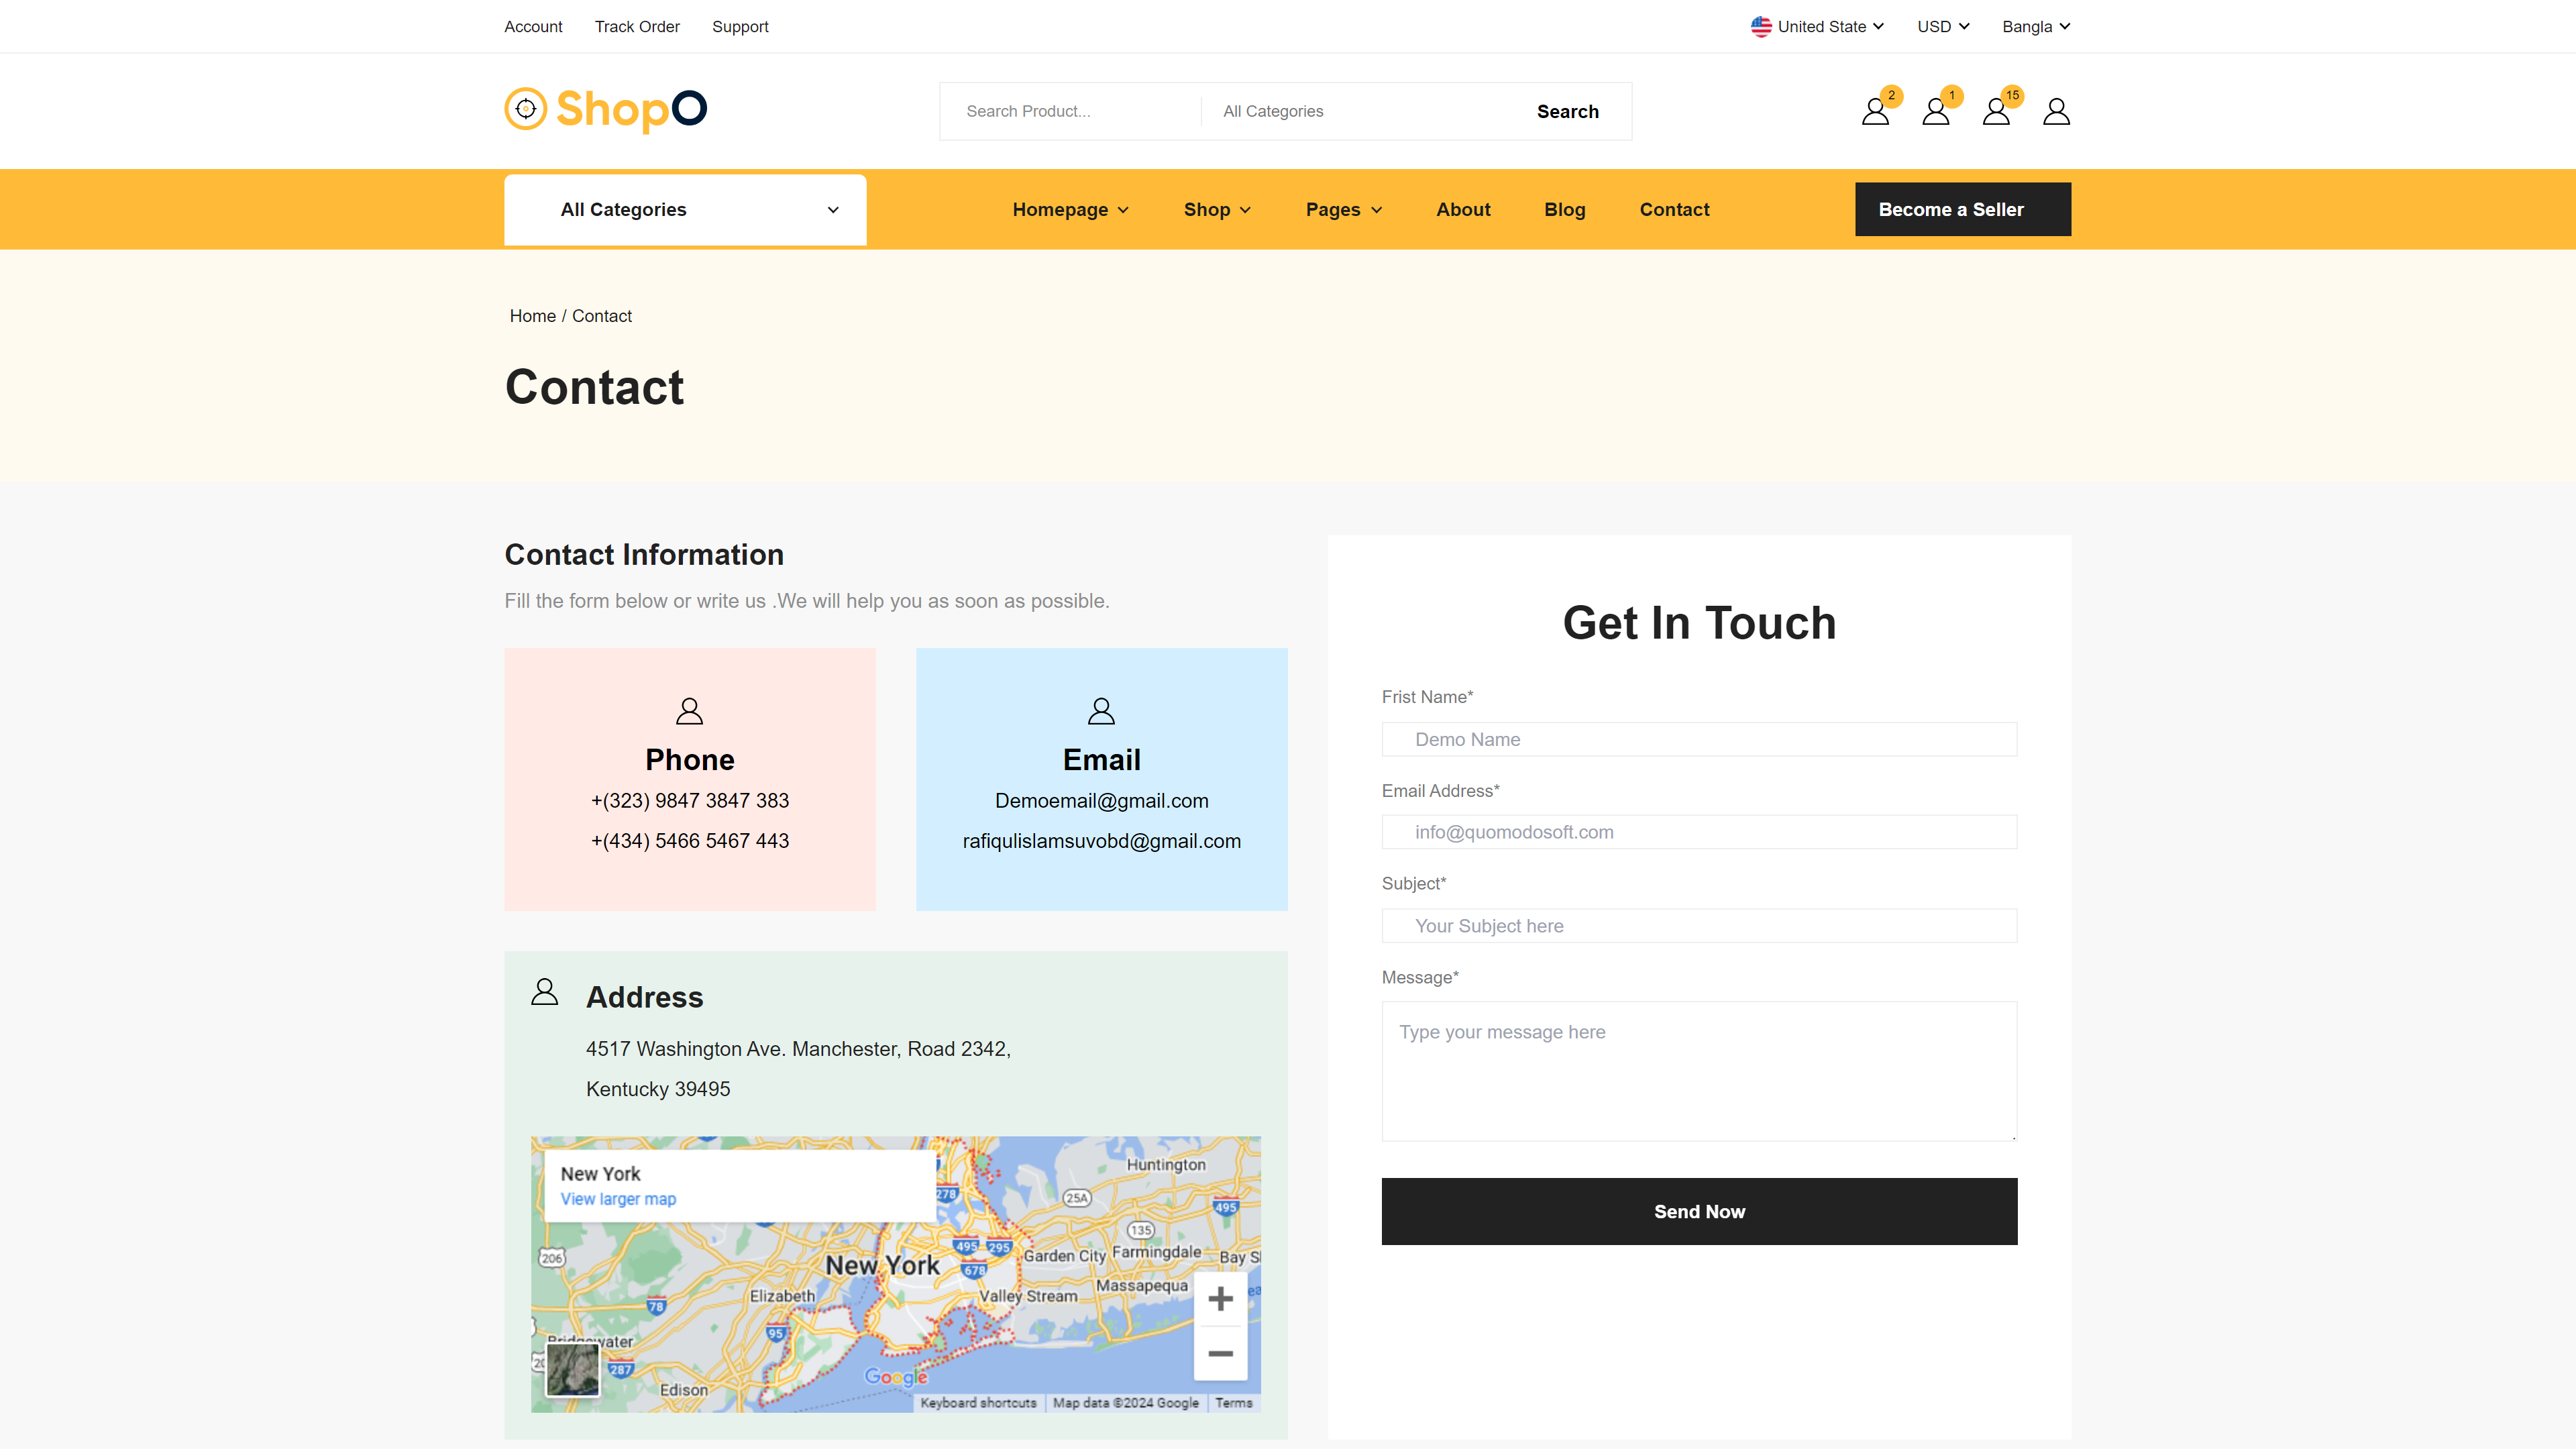 Account Track Order Support United State USD Bangla
ShopO Search Product... All Categories Search 2 1 15
All Categories Homepage Shop Pages About Blog Contact Become a Seller
Home / Contact
Contact
Contact Information
Fill the form below or write us .We will help you as soon as possible.
Phone
+(323) 9847 3847 383
+(434) 5466 5467 443
Email
Demoemail@gmail.com
rafiqulislamsuvobd@gmail.com
Address
4517 Washington Ave. Manchester, Road 2342,
Kentucky 39495
New York
View larger map
Huntington
278
25A
495
135
206
495 295
Garden City Farmingdale
New York
678
Massapequa
Elizabeth
Valley Stream
78
95
287
Google
Edison
Keyboard shortcuts Map data ©2024 Google Terms
Get In Touch
Frist Name*
Demo Name
Email Address*
info@quomodosoft.com
Subject*
Your Subject here
Message*
Type your message here
Send Now